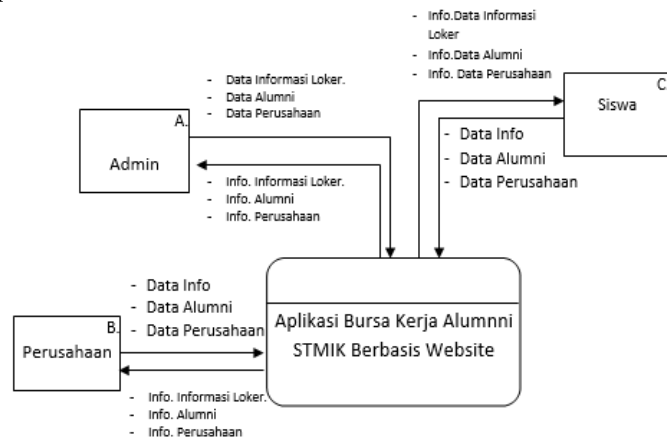 - Info.Data Informasi
Loker
- Info.Data Alumni
- Info. Data Perusahaan
- Data Informasi Loker.
- Data Alumni
- Data Perusahaan
A.
Admin
C.
Siswa
- Data Info
- Data Alumni
- Data Perusahaan
- Info. Informasi Loker.
- Info. Alumni
- Info. Perusahaan
- Data Info
- Data Alumni
- Data Perusahaan
B.
Perusahaan
Aplikasi Bursa Kerja Alumnni
STMIK Berbasis Website
- Info. Informasi Loker.
- Info. Alumni
- Info. Perusahaan